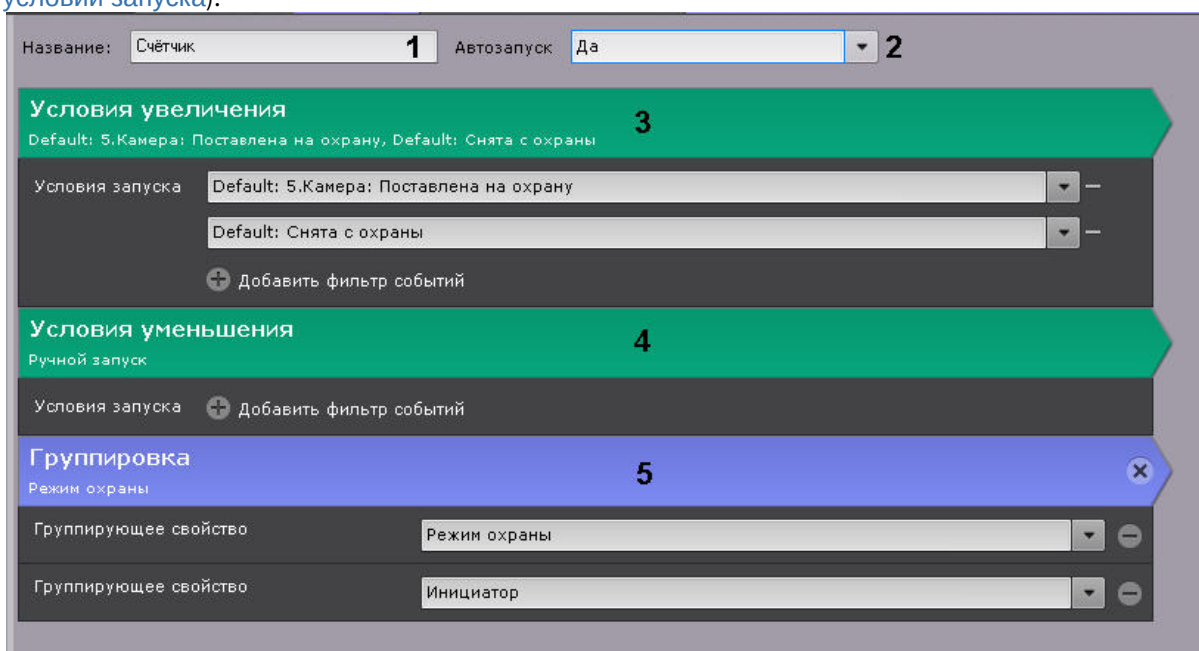 условий запуска).
Название: Счётчик 1 Автозапуск Да 2
Условия увеличения 3
Default: 5.Камера: Поставлена на охрану, Default: Снята с охраны
Условия запуска Default: 5.Камера: Поставлена на охрану
Default: Снята с охраны
Добавить фильтр событий
Условия уменьшения 4
Ручной запуск
Условия запуска Добавить фильтр событий
Группировка 5
Режим охраны
Группирующее свойство Режим охраны
Группирующее свойство Инициатор